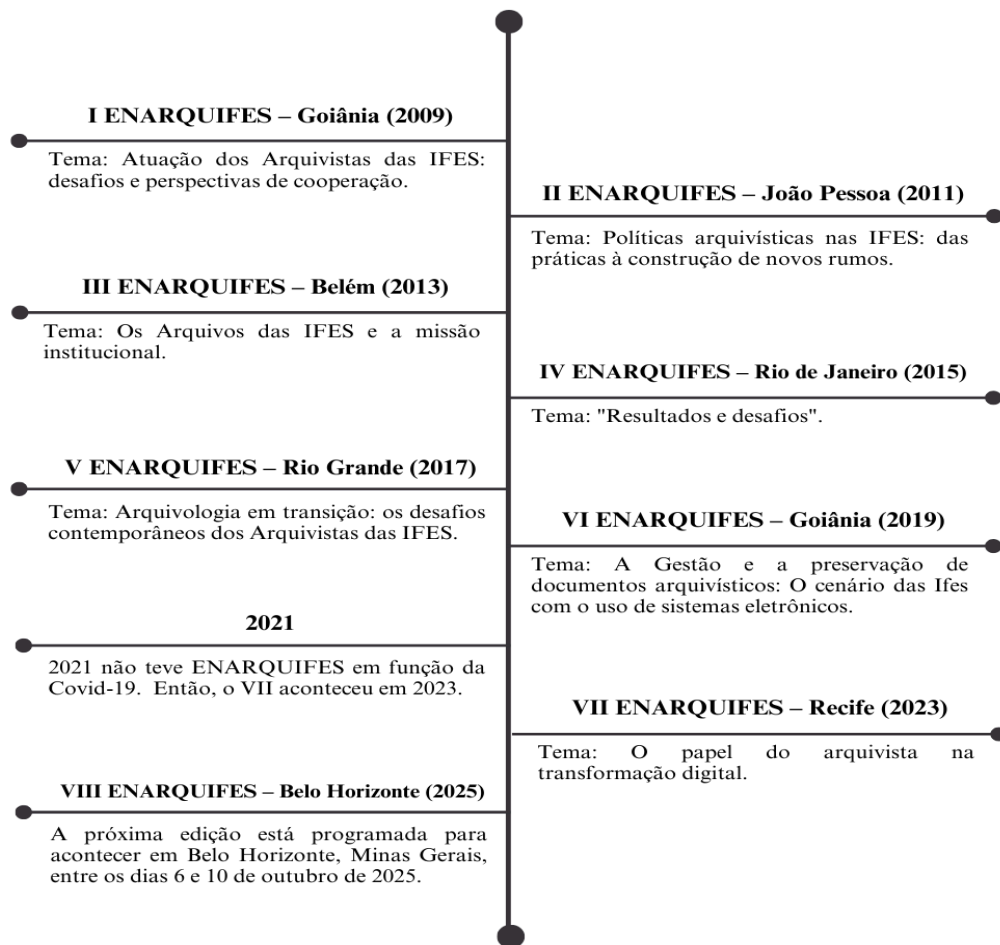 I ENARQUIFES – Goiânia (2009)
Tema: Atuação dos Arquivistas das IFES:
desafios e perspectivas de cooperação.
II ENARQUIFES – João Pessoa (2011)
Tema: Políticas arquivísticas nas IFES: das
práticas à construção de novos rumos.
III ENARQUIFES – Belém (2013)
Tema: Os Arquivos das IFES e a missão
institucional.
IV ENARQUIFES – Rio de Janeiro (2015)
Tema: "Resultados e desafios".
V ENARQUIFES – Rio Grande (2017)
Tema: Arquivologia em transição: os desafios
contemporâneos dos Arquivistas das IFES.
VI ENARQUIFES – Goiânia (2019)
Tema: A Gestão e a preservação de
documentos arquivísticos: O cenário das Ifes
com o uso de sistemas eletrônicos.
2021
2021 não teve ENARQUIFES em função da
Covid-19. Então, o VII aconteceu em 2023.
VII ENARQUIFES – Recife (2023)
Tema: O papel do arquivista na
transformação digital.
VIII ENARQUIFES – Belo Horizonte (2025)
A próxima edição está programada para
acontecer em Belo Horizonte, Minas Gerais,
entre os dias 6 e 10 de outubro de 2025.